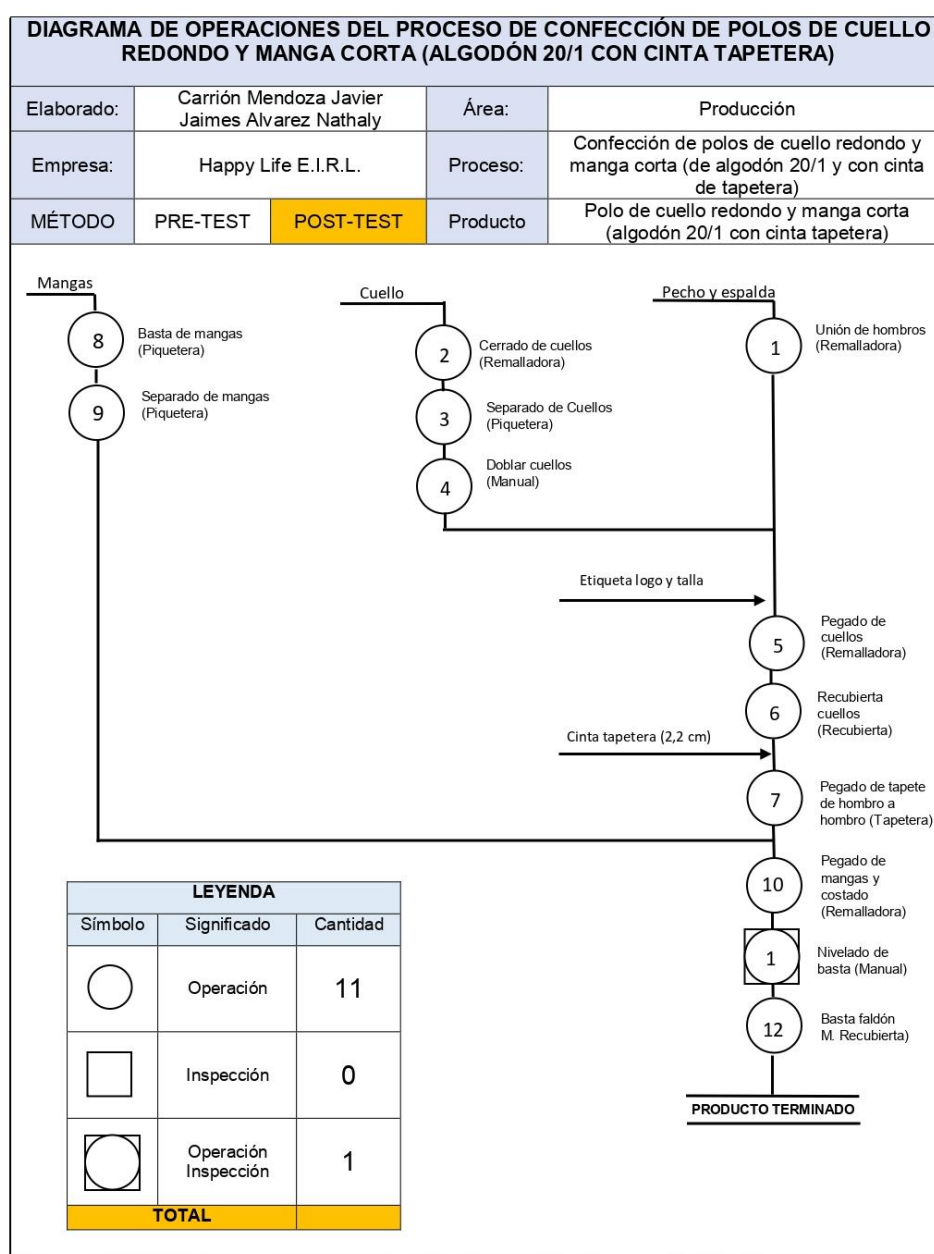 DIAGRAMA DE OPERACIONES DEL PROCESO DE CONFECCIÓN DE POLOS DE CUELLO
REDONDO Y MANGA CORTA (ALGODÓN 20/1 CON CINTA TAPETERA)
Elaborado:
Carrión Mendoza Javier
Jaimes Alvarez Nathaly
Área:
Producción
Empresa:
Happy Life E.I.R.L.
Proceso:
Confección de polos de cuello redondo y
manga corta (de algodón 20/1 y con cinta
de tapetera)
MÉTODO
PRE-TEST
POST-TEST
Producto
Polo de cuello redondo y manga corta
(algodón 20/1 con cinta tapetera)
Mangas
8
Basta de mangas
(Piquetera)
9
Separado de mangas
(Piquetera)
Cuello
2
Cerrado de cuellos
(Remalladora)
3
Separado de Cuellos
(Piquetera)
4
Doblar cuellos
(Manual)
Pecho y espalda
1
Unión de hombros
(Remalladora)
Etiqueta logo y talla
5
Pegado de
cuellos
(Remalladora)
6
Recubierta
cuellos
(Recubierta)
Cinta tapetera (2,2 cm)
7
Pegado de tapete
de hombro a
hombro (Tapetera)
10
Pegado de
mangas y
costado
(Remalladora)
1
Nivelado de
basta (Manual)
12
Basta faldón
M. Recubierta)
PRODUCTO TERMINADO
LEYENDA
Símbolo
Significado
Cantidad
Operación
11
Inspección
0
Operación
Inspección
1
TOTAL